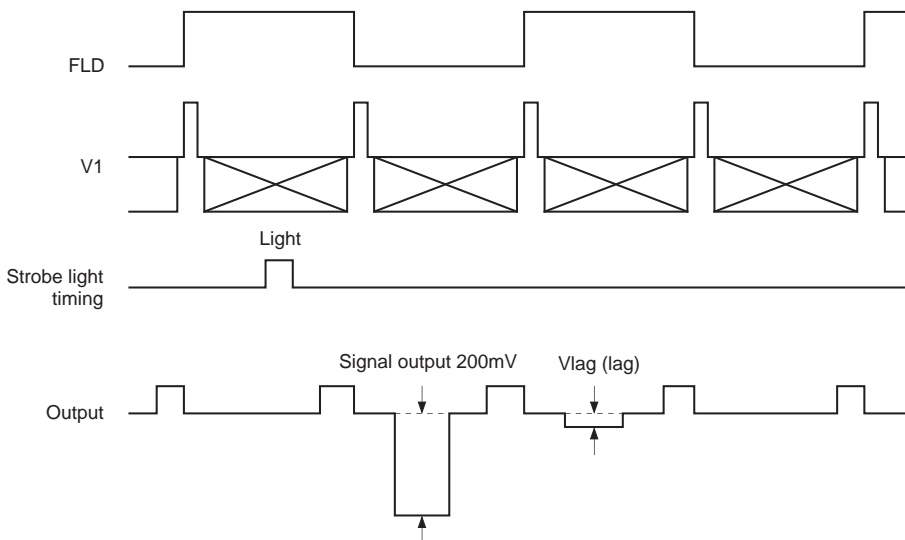 FLD
V1
Light
Strobe light
timing
Signal output 200mV
Vlag (lag)
Output